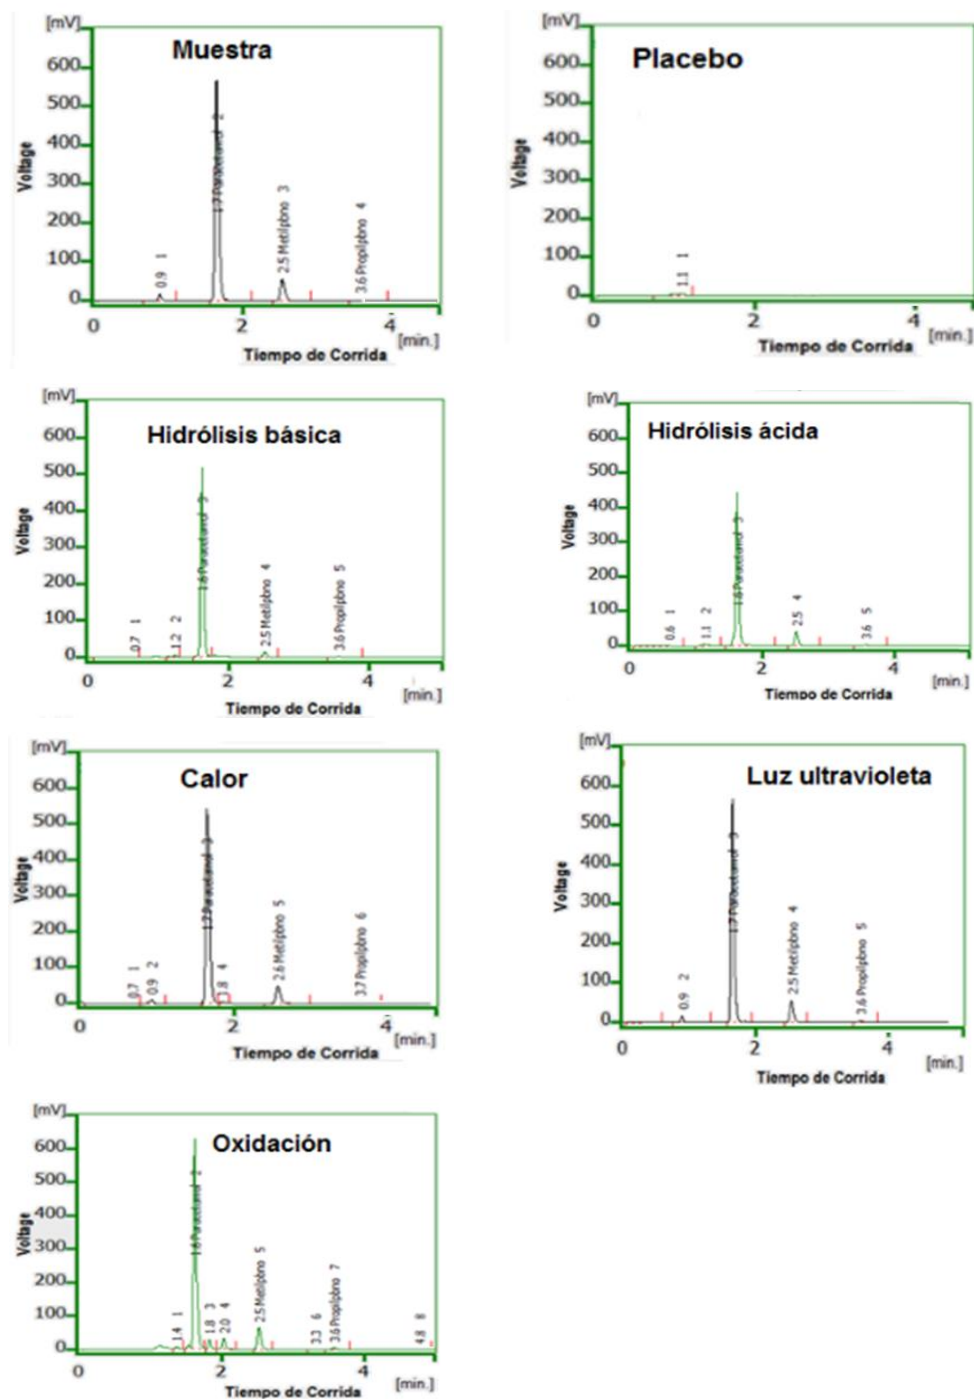 [mV]
Muestra
600
500
400
300
200
100
0
Voltage
0.9 1
1.7 Paracetamol 2
2.5 Metilpbno 3
3.6 Propilpbno 4
0 2 4
[min.]
Tiempo de Corrida
[mV]
Placebo
600
500
400
300
200
100
0
Voltage
1.1 1
0 2 4
[min.]
Tiempo de Corrida
[mV]
Hidrólisis básica
600
500
400
300
200
100
0
Voltage
0.7 1
1.2 2
1.6 Paracetamol 3
2.5 Metilpbno 4
3.6 Propilpbno 5
0 2 4
[min.]
Tiempo de Corrida
[mV]
Hidrólisis ácida
600
500
400
300
200
100
0
Voltage
0.6 1
1.1 2
1.6 Paracetamol 3
2.5 4
3.6 5
0 2 4
[min.]
Tiempo de Corrida
[mV]
Calor
600
500
400
300
200
100
0
Voltage
0.7 1
0.9 2
1.7 Paracetamol 3
1.8 4
2.6 Metilpbno 5
3.7 Propilpbno 6
0 2 4
[min.]
Tiempo de Corrida
[mV]
Luz ultravioleta
600
500
400
300
200
100
0
Voltage
0.9 2
1.7 Paracetamol 3
2.5 Metilpbno 4
3.6 Propilpbno 5
0 2 4
[min.]
Tiempo de Corrida
[mV]
Oxidación
600
500
400
300
200
100
0
Voltage
1.4 1
1.6 Paracetamol 2
1.8 3
2.0 4
2.5 Metilpbno 5
3.3 6
3.6 Propilpbno 7
4.8 8
0 2 4
[min.]
Tiempo de Corrida